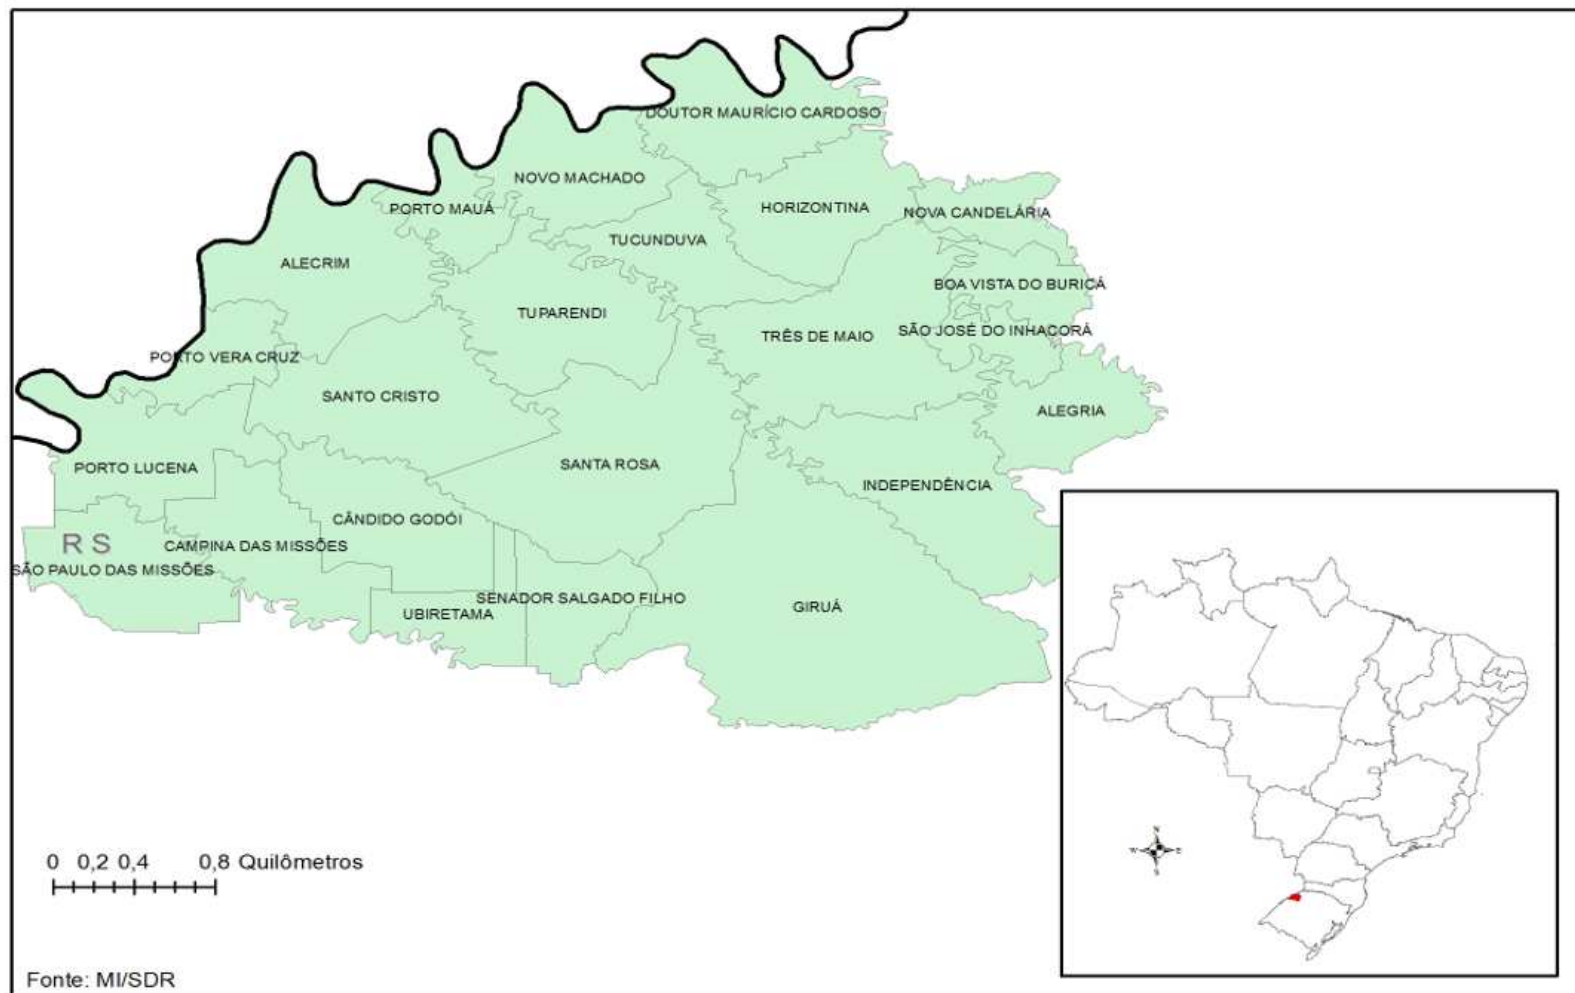 DOUTOR MAURÍCIO CARDOSO
NOVO MACHADO
PORTO MAUÁ
HORIZONTINA
NOVA CANDELÁRIA
TUCUNDUVA
ALECRIM
BOA VISTA DO BURICÁ
TUPARENDI
TRÊS DE MAIO
SÃO JOSÉ DO INHACORÁ
PORTO VERA CRUZ
SANTO CRISTO
ALEGRIA
PORTO LUCENA
SANTA ROSA
INDEPENDÊNCIA
CÂNDIDO GODÓI
R S
CAMPINA DAS MISSÕES
SÃO PAULO DAS MISSÕES
SENADOR SALGADO FILHO
UBIRETAMA
GIRUÁ
N
W E
S
0 0,2 0,4 0,8 Quilômetros
Fonte: MI/SDR